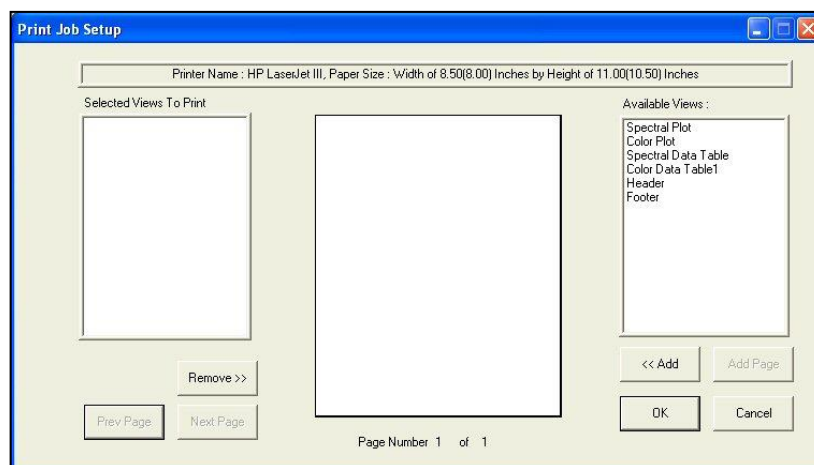 Print Job Setup
Printer Name : HP LaserJet III, Paper Size : Width of 8.50(8.00) Inches by Height of 11.00(10.50) Inches
Selected Views To Print
Available Views :
Spectral Plot
Color Plot
Spectral Data Table
Color Data Table1
Header
Footer
Remove >>
<< Add
Add Page
Prev Page
Next Page
OK
Cancel
Page Number 1 of 1